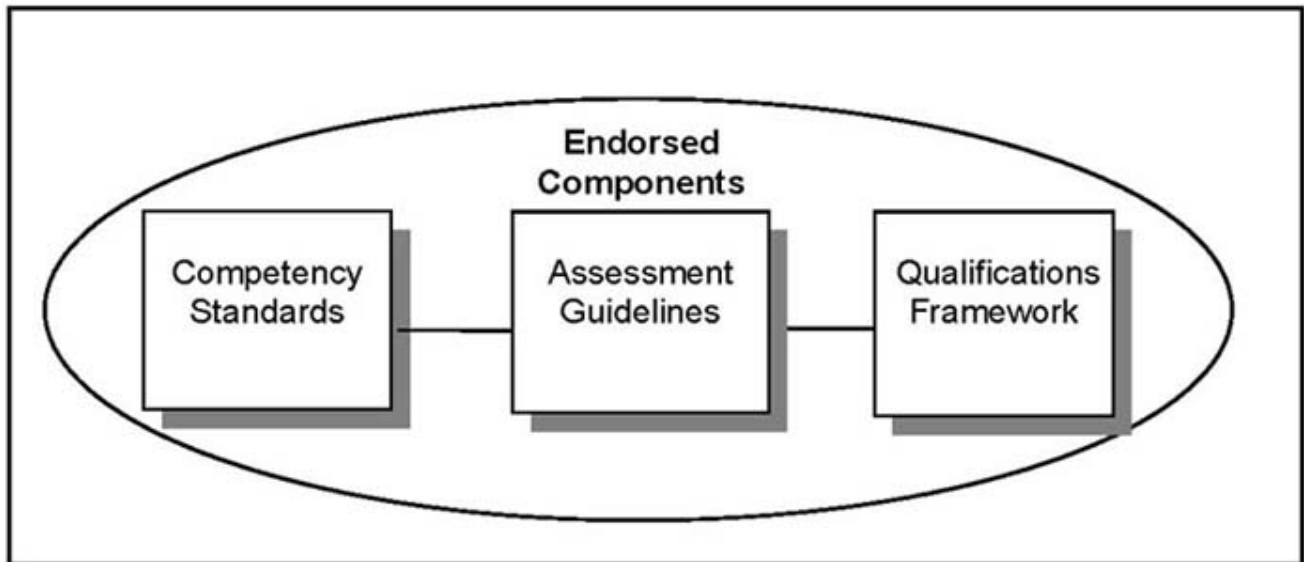 Endorsed
Components
Competency
Standards
Assessment
Guidelines
Qualifications
Framework